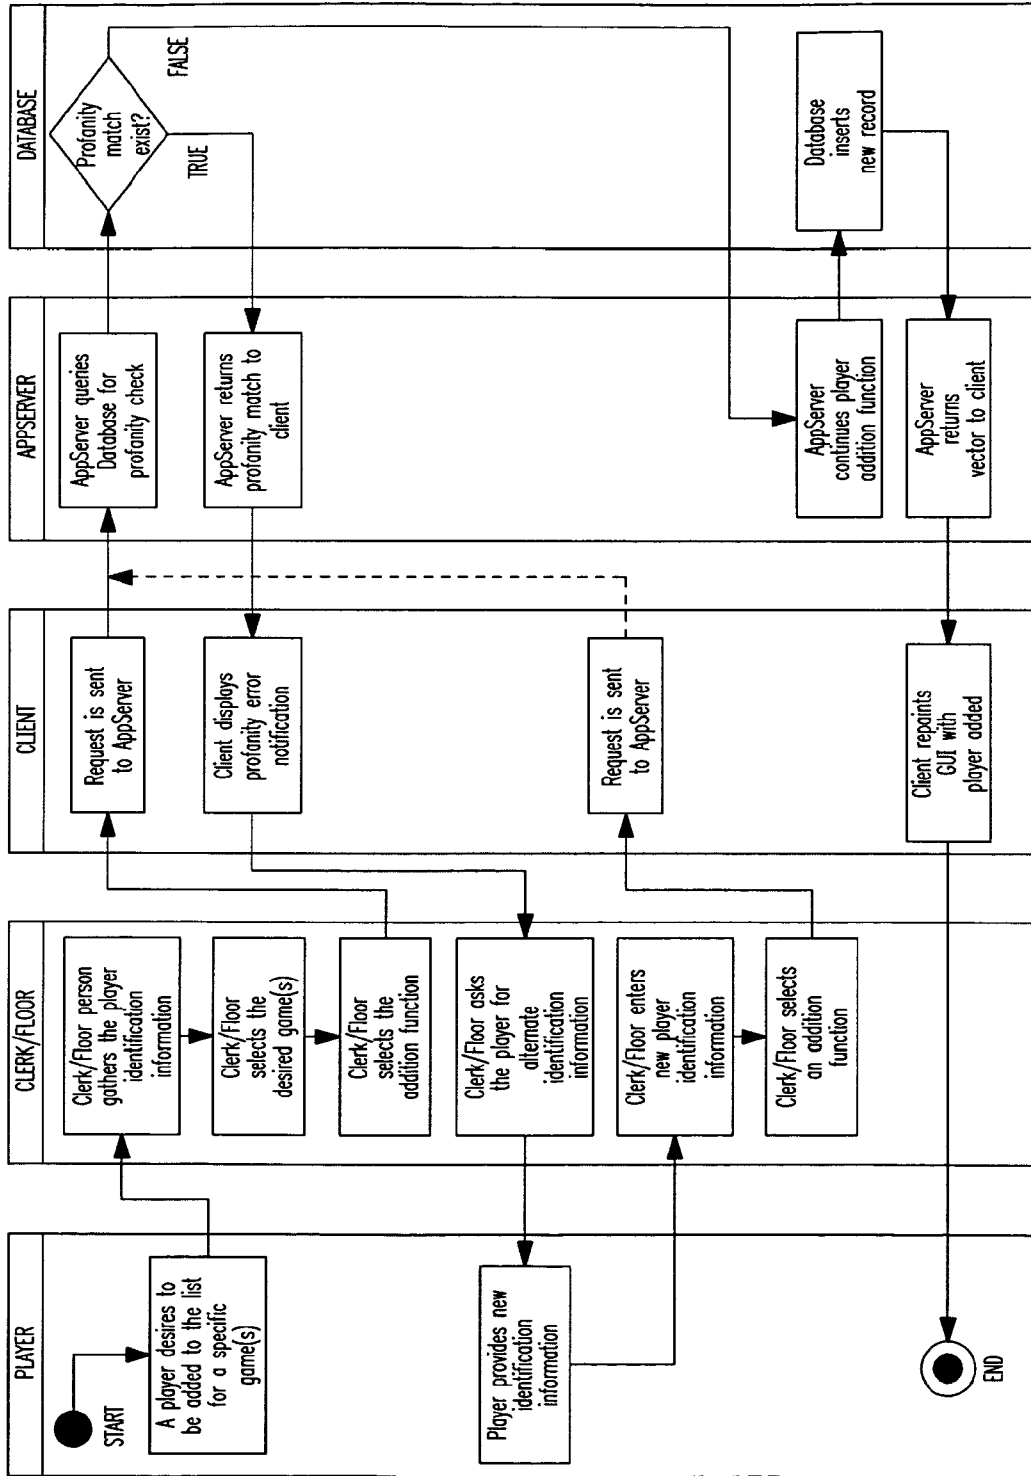 PLAYER
START
A player desires to
be added to the list
for a specific
game(s)
Player provides new
identification
information
END
CLERK/FLOOR
Clerk/Floor person
gathers the player
identification
information
Clerk/Floor
selects the
desired game(s)
Clerk/Floor
selects the
addition function
Clerk/Floor asks
the player for
alternate
identification
information
Clerk/Floor enters
new player
identification
information
Clerk/Floor selects
an addition
function
CLIENT
Request is sent
to AppServer
Client displays
profanity error
notification
Request is sent
to AppServer
Client repaints
GUI with
player added
APPSERVER
AppServer queries
Database for
profanity check
AppServer returns
profanity match to
client
AppServer
continues player
addition function
AppServer
returns
vector to client
DATABASE
Profanity
match
exist?
TRUE
FALSE
Database
inserts
new record